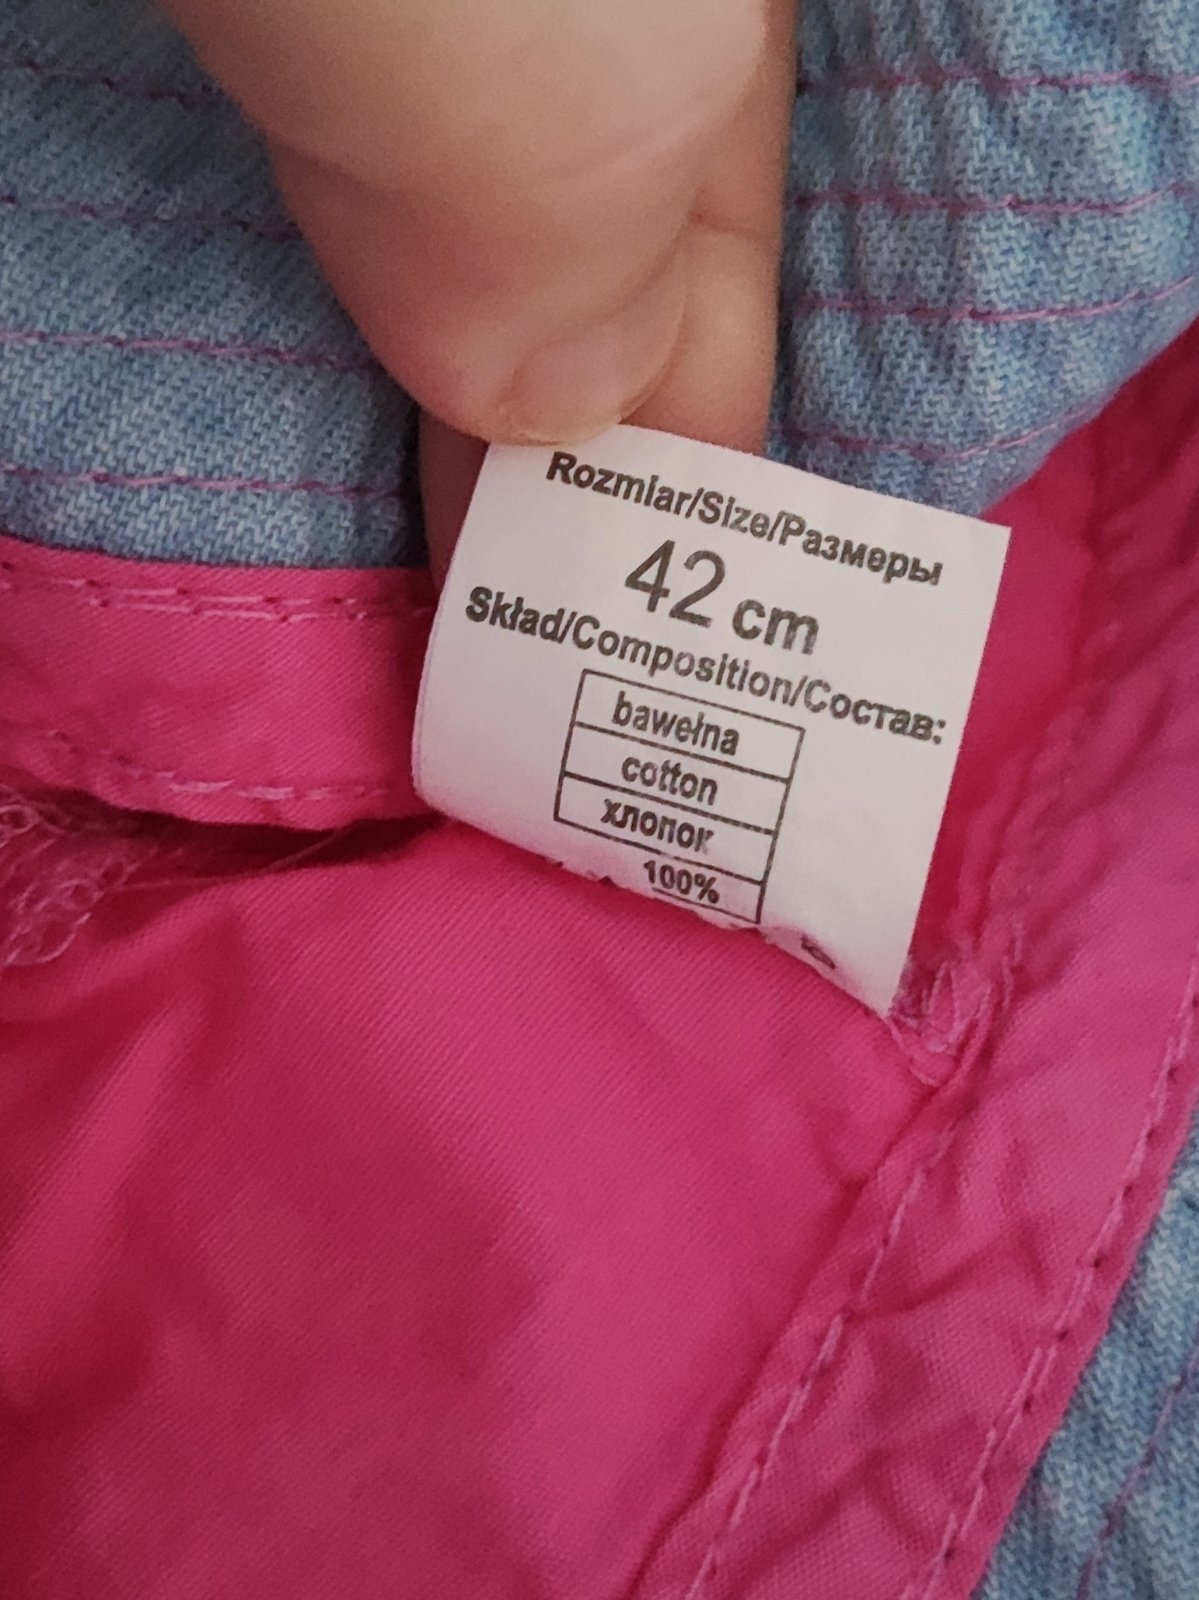 Rozmiar/Size/Размеры
42 cm
Skład/Composition/Состав:
bawełna
cotton
хлопок
100%